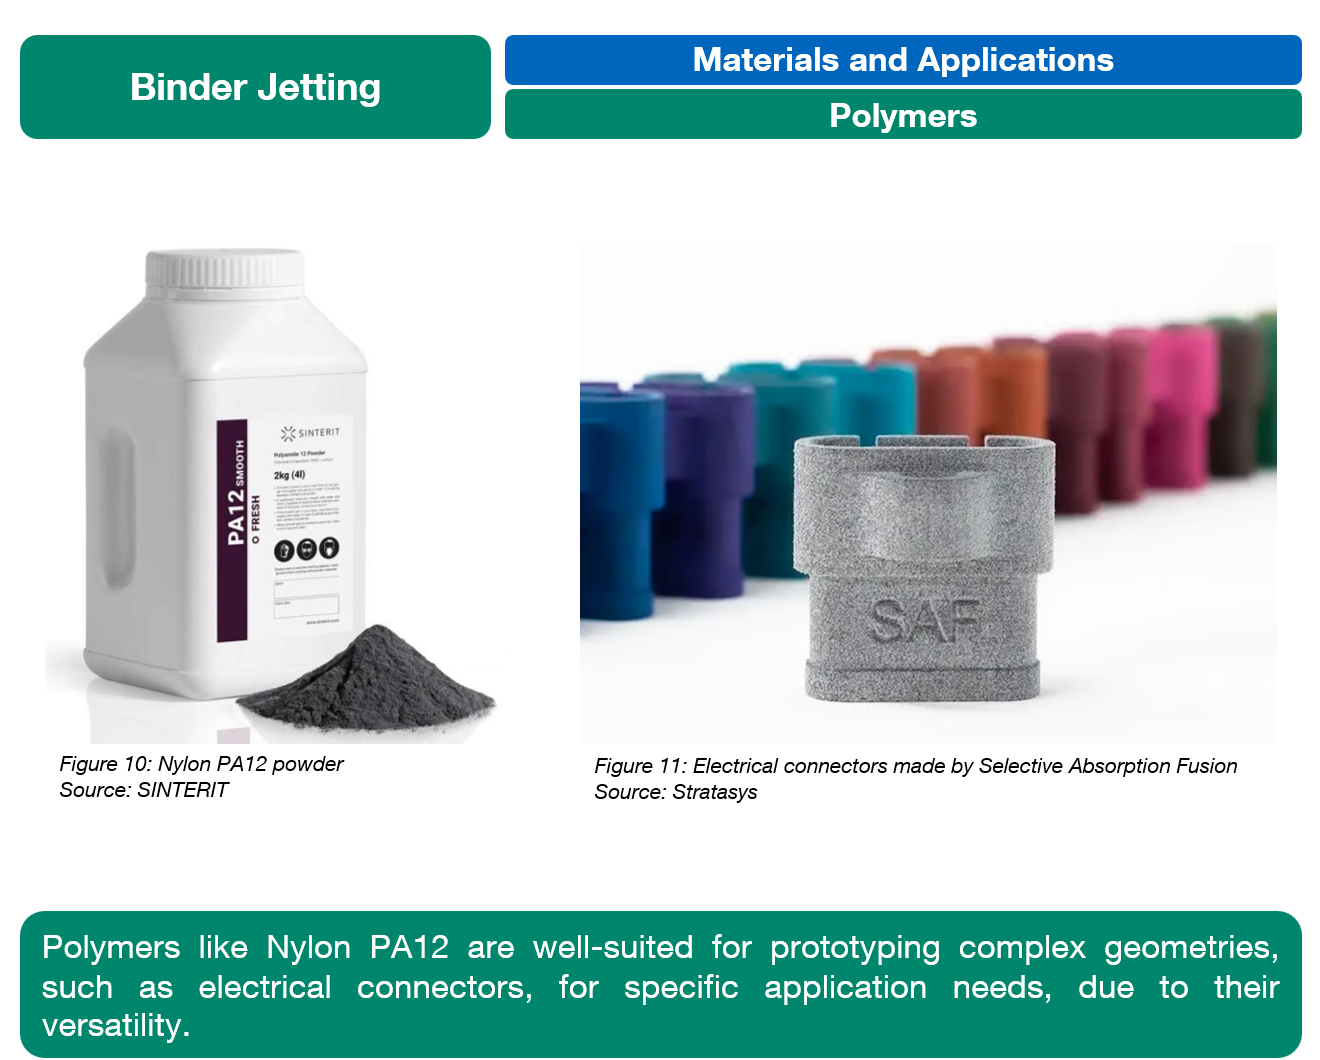 Binder Jetting
Materials and Applications
Polymers
SINTERIT
Polyamide 12 Powder
2kg (4l)
PA12 SMOOTH
O FRESH
www.sinterit.com
SAF
Figure 10: Nylon PA12 powder
Source: SINTERIT
Figure 11: Electrical connectors made by Selective Absorption Fusion
Source: Stratasys
Polymers like Nylon PA12 are well-suited for prototyping complex geometries,
such as electrical connectors, for specific application needs, due to their
versatility.